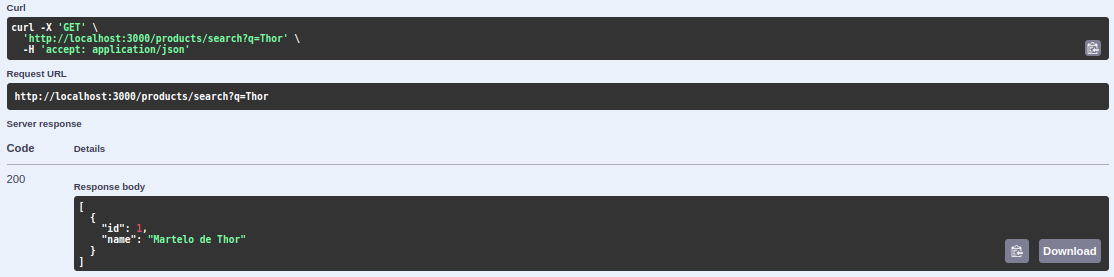 Curl
curl -X 'GET' \
  'http://localhost:3000/products/search?q=Thor' \
  -H 'accept: application/json'
Request URL
http://localhost:3000/products/search?q=Thor
Server response
Code Details
200
Response body
[
  {
    "id": 1,
    "name": "Martelo de Thor"
  }
]
Download